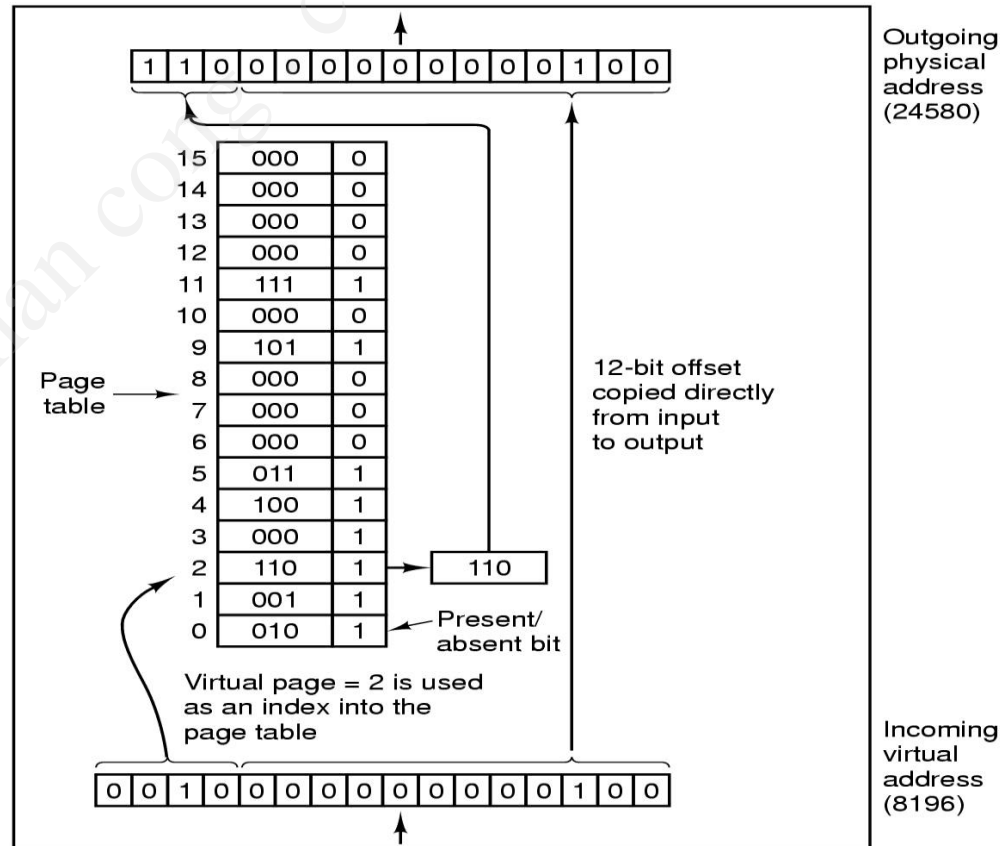 1 1 0 0 0 0 0 0 0 0 0 0 1 0 0
Outgoing
physical
address
(24580)
15 000 0
14 000 0
13 000 0
12 000 0
11 111 1
10 000 0
9 101 1
8 000 0
7 000 0
6 000 0
5 011 1
4 100 1
3 000 1
2 110 1
1 001 1
0 010 1
Page
table
110
Present/
absent bit
12-bit offset
copied directly
from input
to output
Virtual page = 2 is used
as an index into the
page table
0 0 1 0 0 0 0 0 0 0 0 0 0 1 0 0
Incoming
virtual
address
(8196)